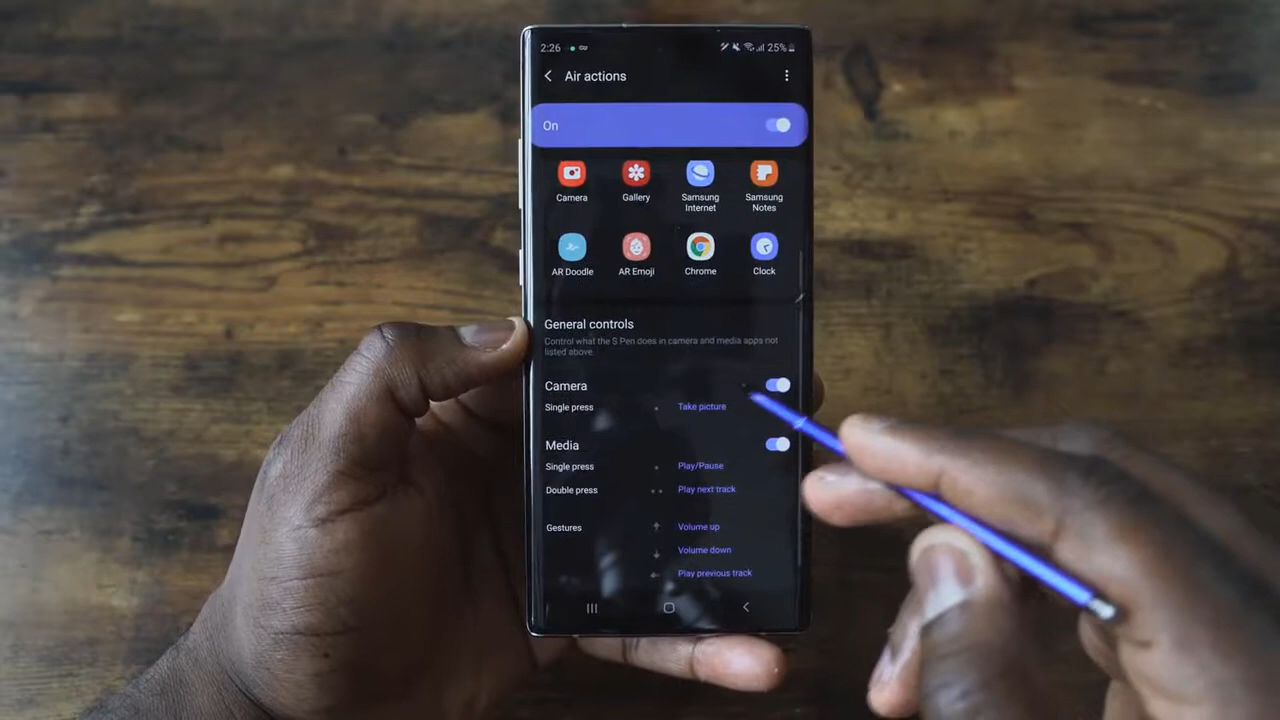 2:26 25%
Air actions
On
Camera Gallery Samsung Internet Samsung Notes
AR Doodle AR Emoji Chrome Clock
General controls
Control what the S Pen does in camera and media apps not
listed above.
Camera
Single press Take picture
Media
Single press Play/Pause
Double press Play next track
Gestures Volume up
Volume down
Play previous track